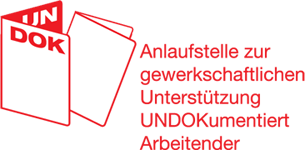 UN
DOK
Anlaufstelle zur
gewerkschaftlichen
Unterstützung
UNDOKumentiert
Arbeitender